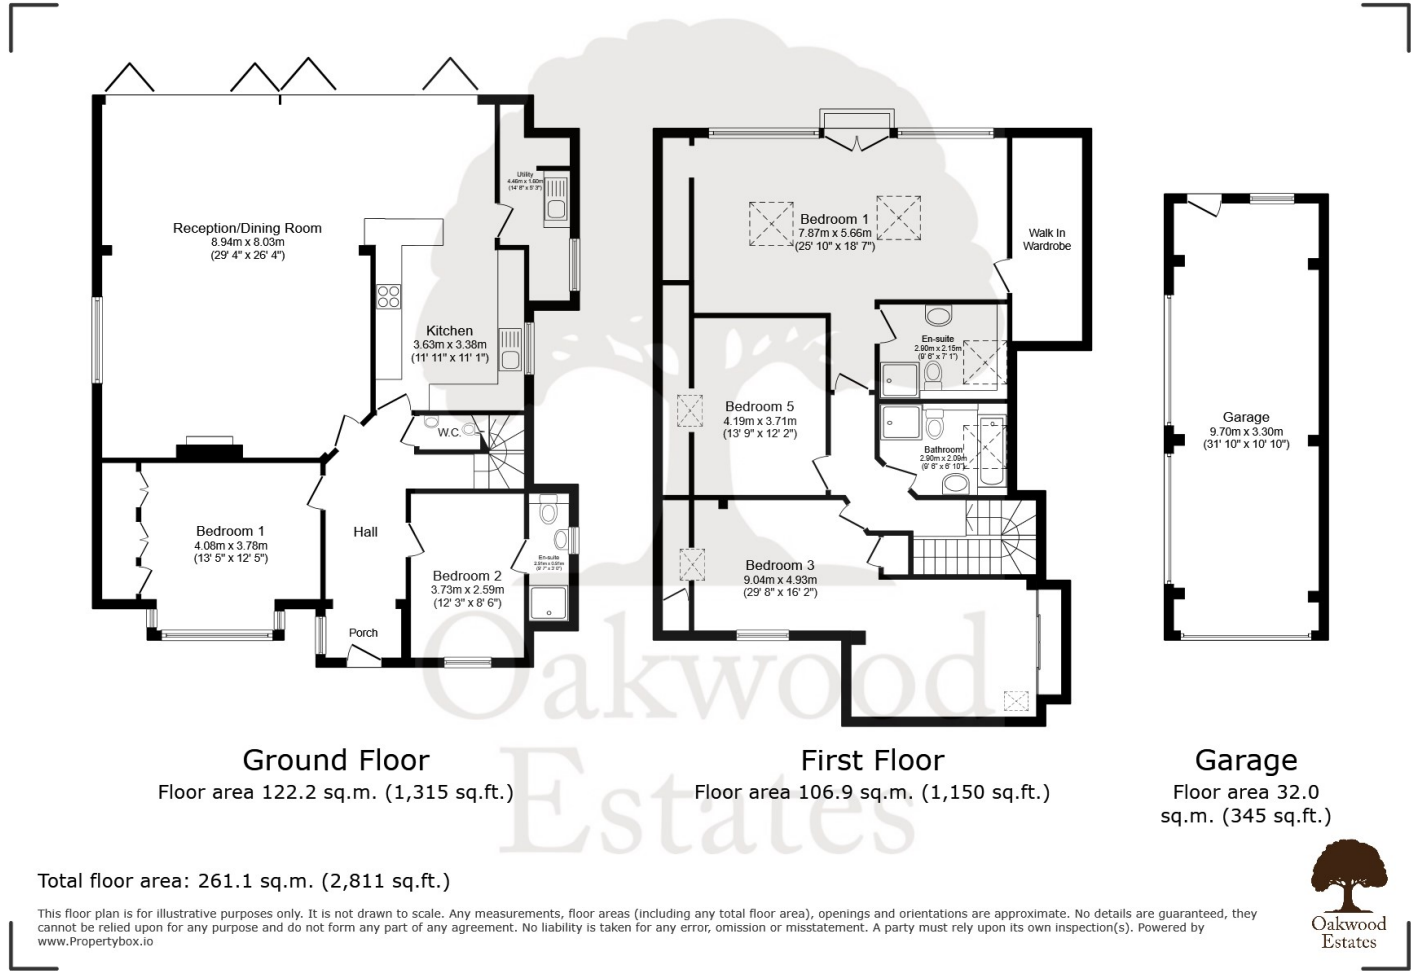 Reception/Dining Room
8.94m x 8.03m
(29' 4" x 26' 4")
Utility
4.46m x 1.60m
(14' 8" x 5' 3")
Kitchen
3.63m x 3.38m
(11' 11" x 11' 1")
W.C.
Bedroom 1
4.08m x 3.78m
(13' 5" x 12' 5")
Hall
Bedroom 2
3.73m x 2.59m
(12' 3" x 8' 6")
En-suite
Porch
Bedroom 1
7.87m x 5.66m
(25' 10" x 18' 7")
Walk In
Wardrobe
En-suite
2.90m x 2.15m
(9' 6" x 7' 1")
Bedroom 5
4.19m x 3.71m
(13' 9" x 12' 2")
Bathroom
2.90m x 2.09m
(9' 6" x 6' 10")
Bedroom 3
9.04m x 4.93m
(29' 8" x 16' 2")
Garage
9.70m x 3.30m
(31' 10" x 10' 10")
Oakwood
Estates
Ground Floor
Floor area 122.2 sq.m. (1,315 sq.ft.)
First Floor
Floor area 106.9 sq.m. (1,150 sq.ft.)
Garage
Floor area 32.0
sq.m. (345 sq.ft.)
Total floor area: 261.1 sq.m. (2,811 sq.ft.)
This floor plan is for illustrative purposes only. It is not drawn to scale. Any measurements, floor areas (including any total floor area), openings and orientations are approximate. No details are guaranteed, they
cannot be relied upon for any purpose and do not form any part of any agreement. No liability is taken for any error, omission or misstatement. A party must rely upon its own inspection(s). Powered by
www.Propertybox.io
Oakwood
Estates